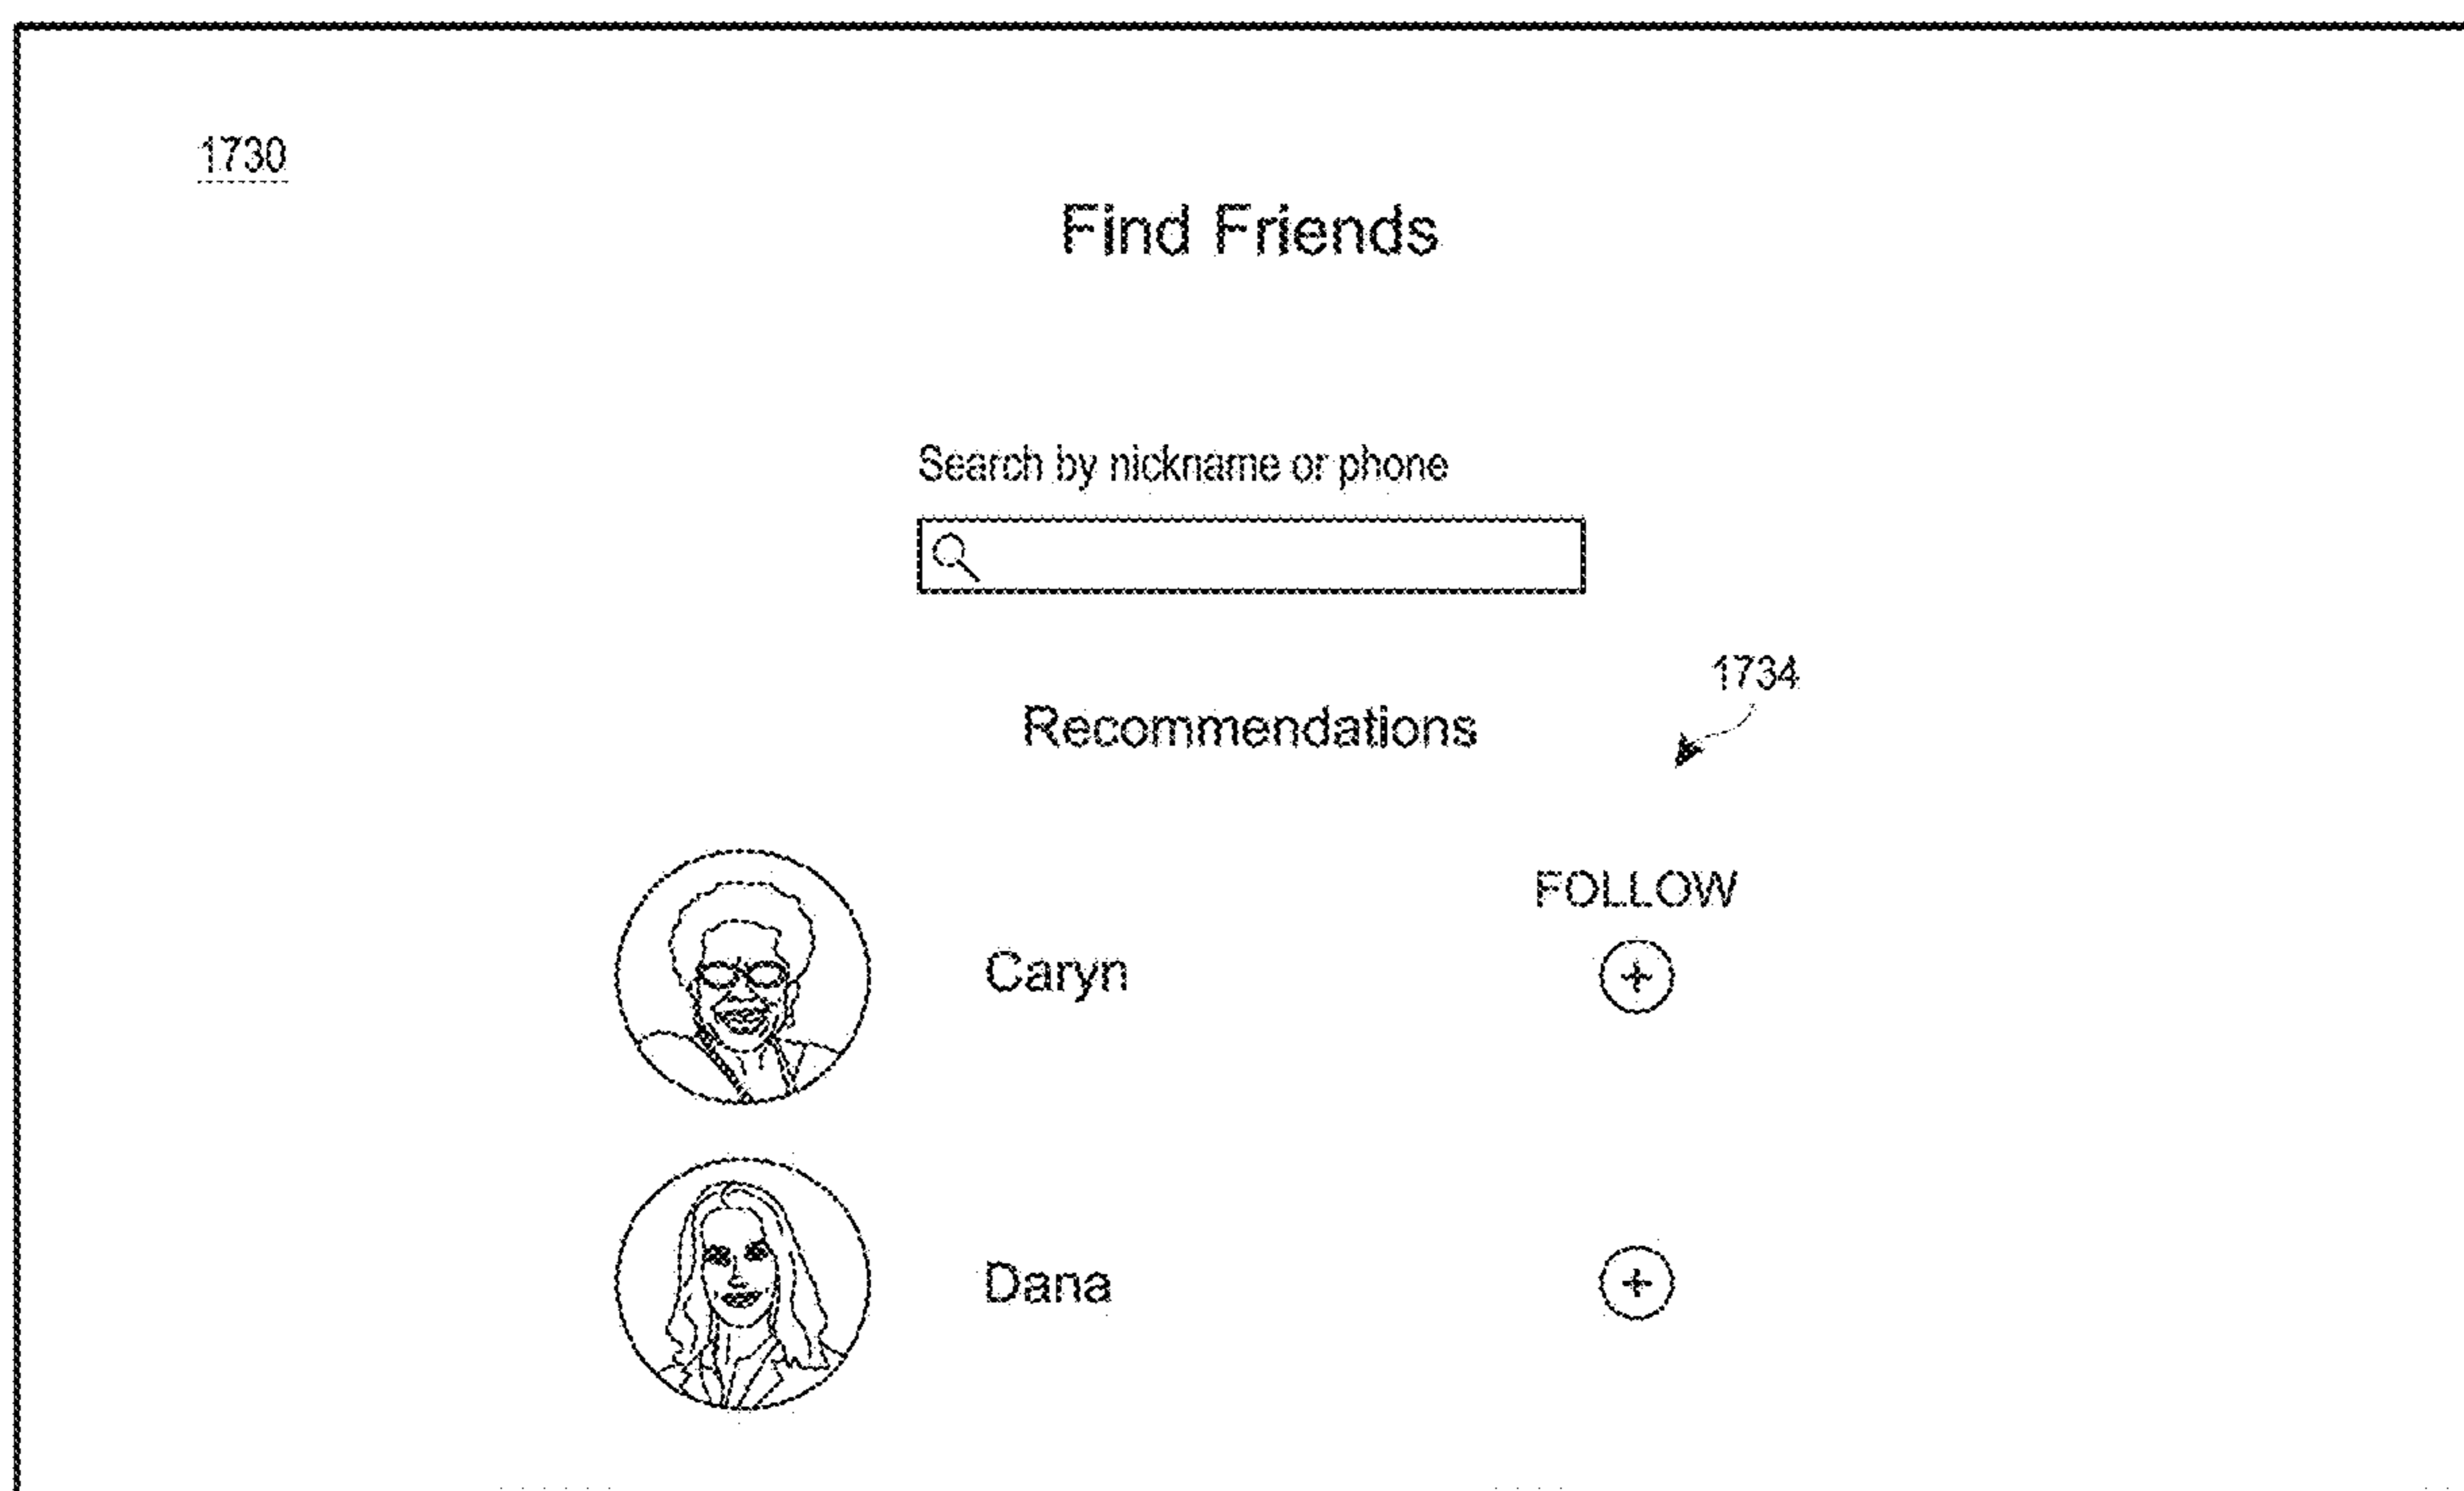 1730
Find Friends
Search by nickname or phone
1734
Recommendations
FOLLOW
Caryn
Dana